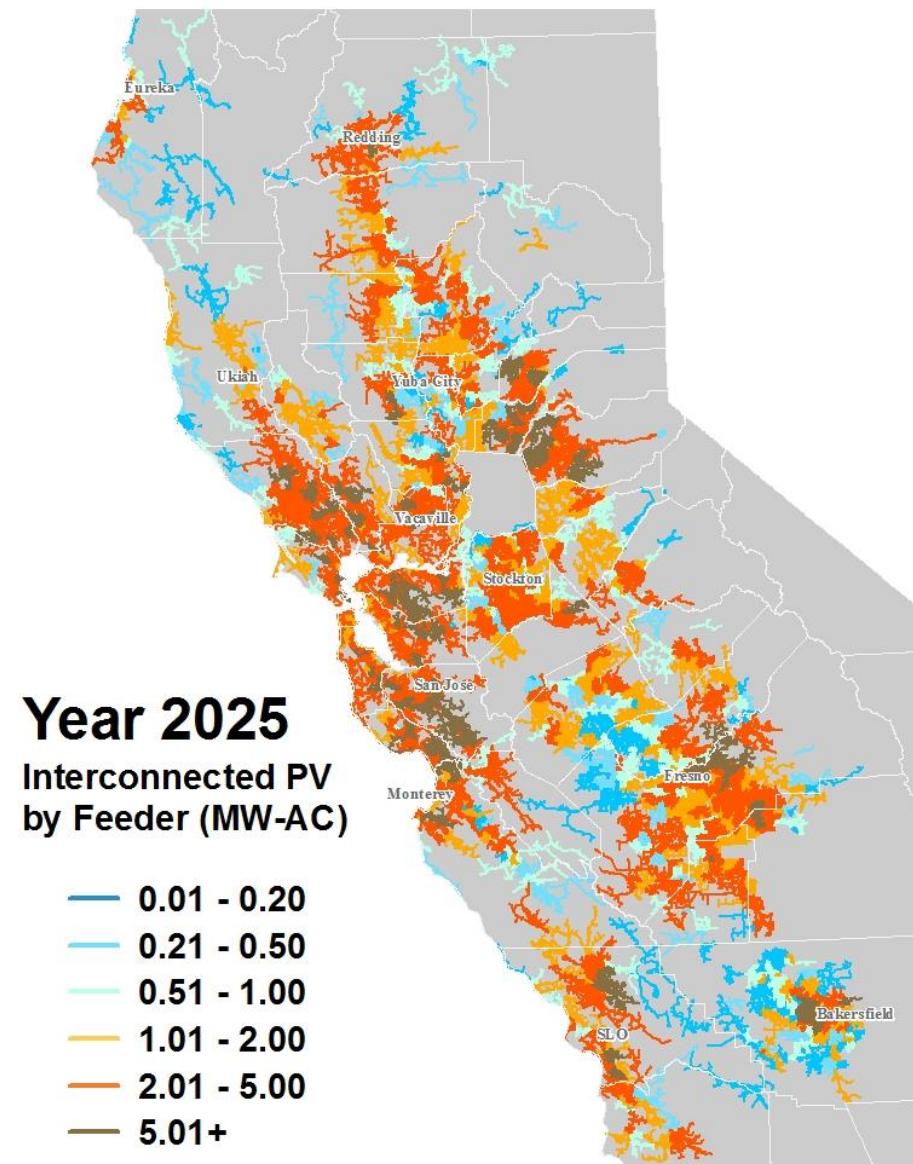 Eureka
Redding
Ukiah
Yuba City
Vacaville
Stockton
San Jose
Monterey
Fresno
SLO
Bakersfield
Year 2025
Interconnected PV
by Feeder (MW-AC)
0.01 - 0.20
0.21 - 0.50
0.51 - 1.00
1.01 - 2.00
2.01 - 5.00
5.01+